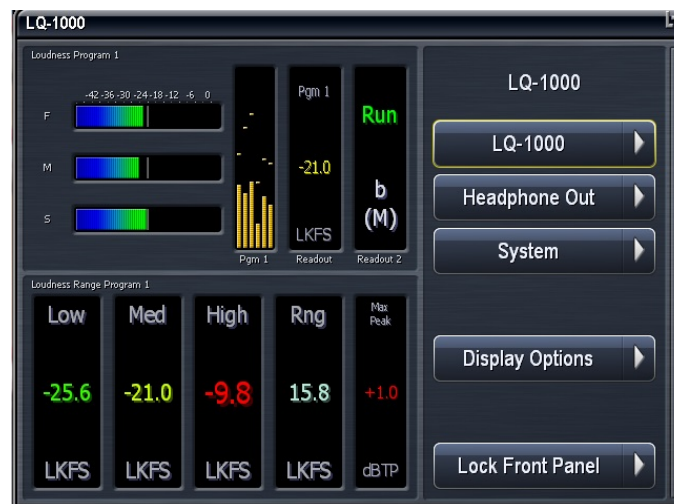 LQ-1000
Loudness Program 1
-42 -36 -30 -24 -18 -12 -6 0
F
M
S
Pgm 1
-21.0
LKFS
Run
b
(M)
Pgm 1
Readout
Readout 2
Loudness Range Program 1
Low
Med
High
Rng
Max
Peak
-25.6
-21.0
-9.8
15.8
+1.0
LKFS
LKFS
LKFS
LKFS
dBTP
LQ-1000
LQ-1000
Headphone Out
System
Display Options
Lock Front Panel